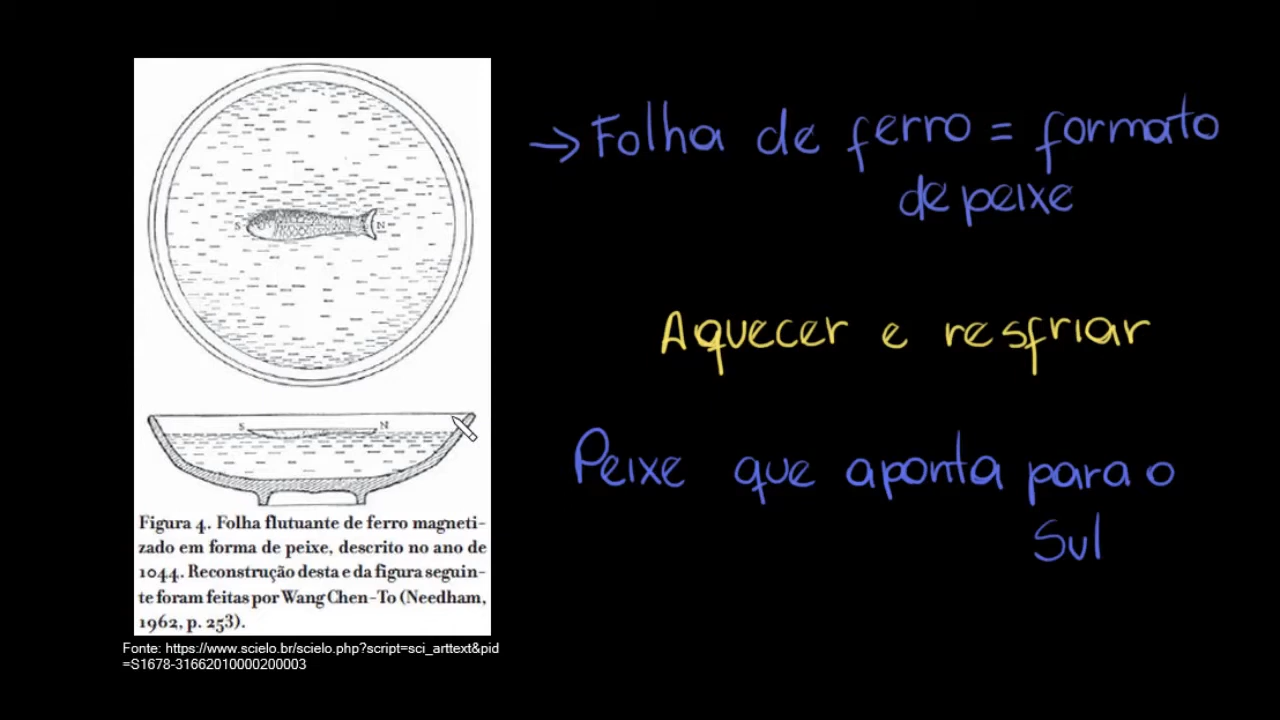 → Folha de ferro = formato
de peixe
Aquecer e resfriar
Peixe que aponta para o
Sul
S N
S N
Figura 4. Folha flutuante de ferro magneti-
zado em forma de peixe, descrito no ano de
1044. Reconstrução desta e da figura seguin-
te foram feitas por Wang Chen-To (Needham,
1962, p. 253).
Fonte: https://www.scielo.br/scielo.php?script=sci_arttext&pid
=S1678-31662010000200003